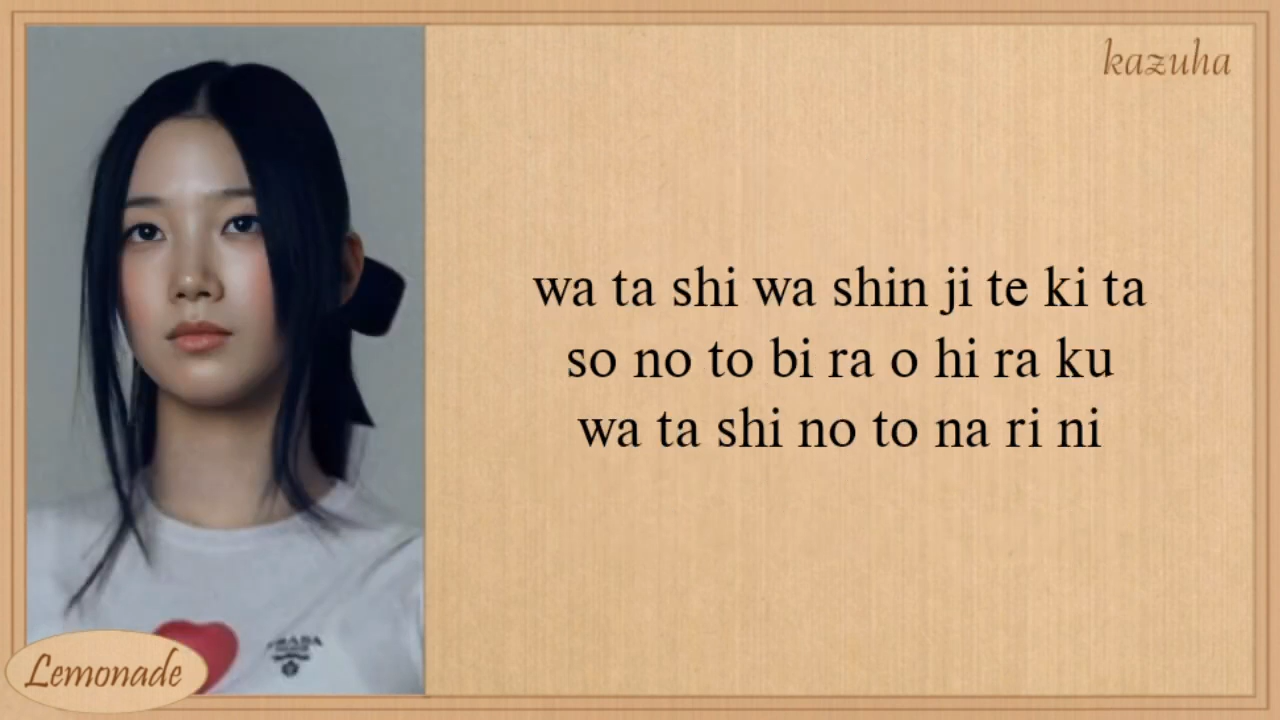 kazuha
wa ta shi wa shin ji te ki ta
so no to bi ra o hi ra ku
wa ta shi no to na ri ni
PRADA
Lemonade